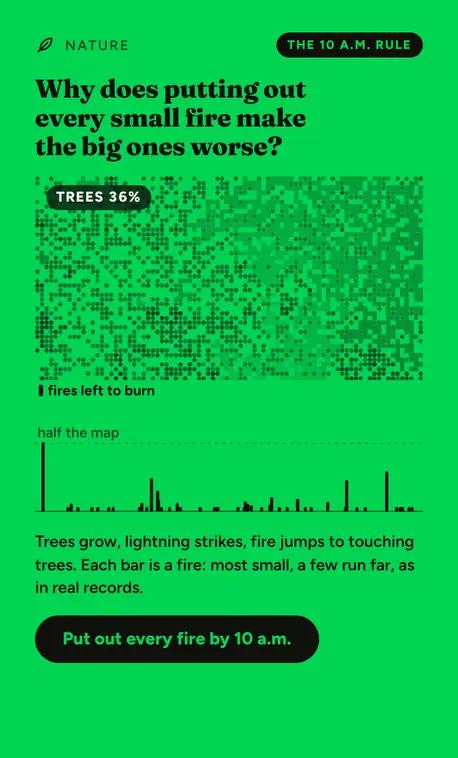 NATURE
THE 10 A.M. RULE
Why does putting out
every small fire make
the big ones worse?
TREES 36%
fires left to burn
half the map
Trees grow, lightning strikes, fire jumps to touching
trees. Each bar is a fire: most small, a few run far, as
in real records.
Put out every fire by 10 a.m.